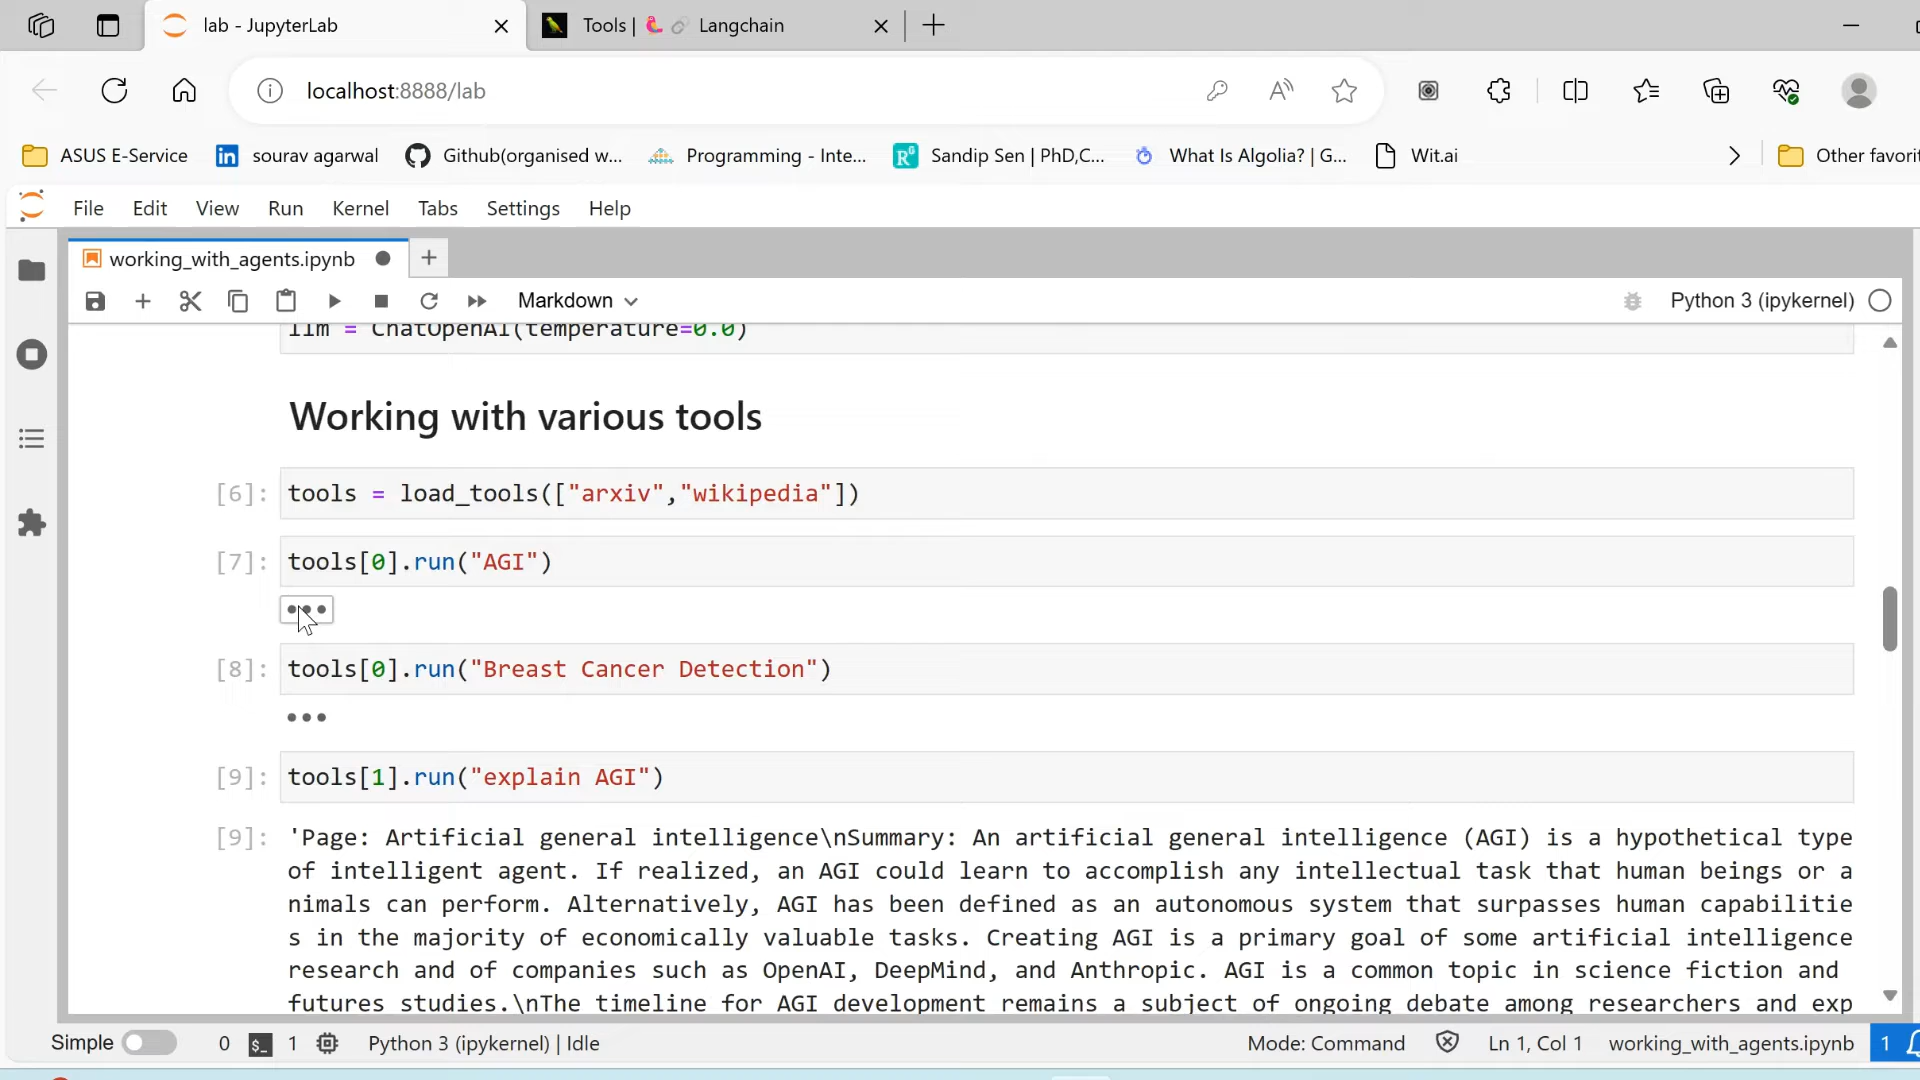 lab - JupyterLab
Tools | Langchain
localhost:8888/lab
ASUS E-Service
sourav agarwal
Github(organised w...
Programming - Inte...
Sandip Sen | PhD,C...
What Is Algolia? | G...
Wit.ai
Other favorit
File Edit View Run Kernel Tabs Settings Help
working_with_agents.ipynb
Markdown
Python 3 (ipykernel)
llm = ChatOpenAI(temperature=0.0)
Working with various tools
[6]: tools = load_tools(["arxiv","wikipedia"])
[7]: tools[0].run("AGI")
[8]: tools[0].run("Breast Cancer Detection")
[9]: tools[1].run("explain AGI")
[9]: 'Page: Artificial general intelligence\nSummary: An artificial general intelligence (AGI) is a hypothetical type
of intelligent agent. If realized, an AGI could learn to accomplish any intellectual task that human beings or a
nimals can perform. Alternatively, AGI has been defined as an autonomous system that surpasses human capabilitie
s in the majority of economically valuable tasks. Creating AGI is a primary goal of some artificial intelligence
research and of companies such as OpenAI, DeepMind, and Anthropic. AGI is a common topic in science fiction and
futures studies.\nThe timeline for AGI development remains a subject of ongoing debate among researchers and exp
Simple 0 $_ 1 Python 3 (ipykernel) | Idle Mode: Command Ln 1, Col 1 working_with_agents.ipynb 1